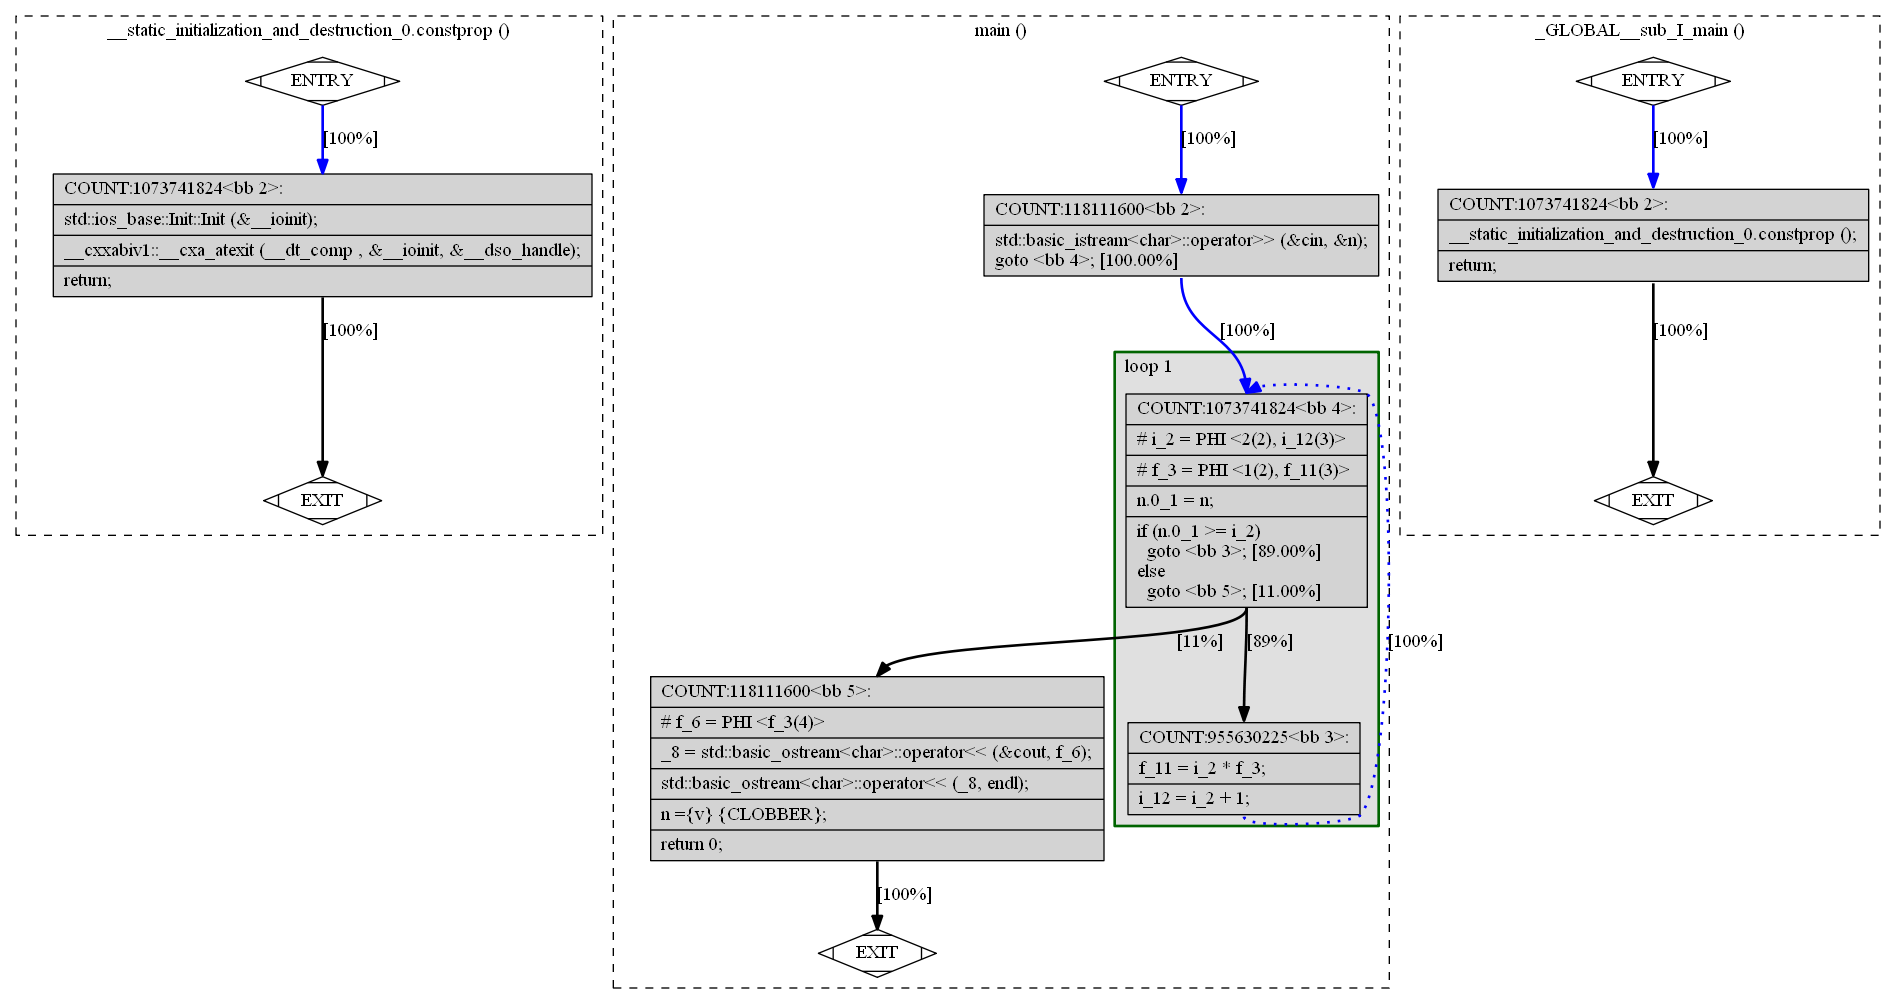 __static_initialization_and_destruction_0.constprop ()
ENTRY
[100%]
COUNT:1073741824<bb 2>:
std::ios_base::Init::Init (&__ioinit);
__cxxabiv1::__cxa_atexit (__dt_comp , &__ioinit, &__dso_handle);
return;
[100%]
EXIT
main ()
ENTRY
[100%]
COUNT:118111600<bb 2>:
std::basic_istream<char>::operator>> (&cin, &n);
goto <bb 4>; [100.00%]
[100%]
loop 1
COUNT:1073741824<bb 4>:
# i_2 = PHI <2(2), i_12(3)>
# f_3 = PHI <1(2), f_11(3)>
n.0_1 = n;
if (n.0_1 >= i_2)
goto <bb 3>; [89.00%]
else
goto <bb 5>; [11.00%]
[11%]
[89%]
[100%]
COUNT:118111600<bb 5>:
# f_6 = PHI <f_3(4)>
_8 = std::basic_ostream<char>::operator<< (&cout, f_6);
std::basic_ostream<char>::operator<< (_8, endl);
n ={v} {CLOBBER};
return 0;
COUNT:955630225<bb 3>:
f_11 = i_2 * f_3;
i_12 = i_2 + 1;
[100%]
EXIT
_GLOBAL__sub_I_main ()
ENTRY
[100%]
COUNT:1073741824<bb 2>:
__static_initialization_and_destruction_0.constprop ();
return;
[100%]
EXIT